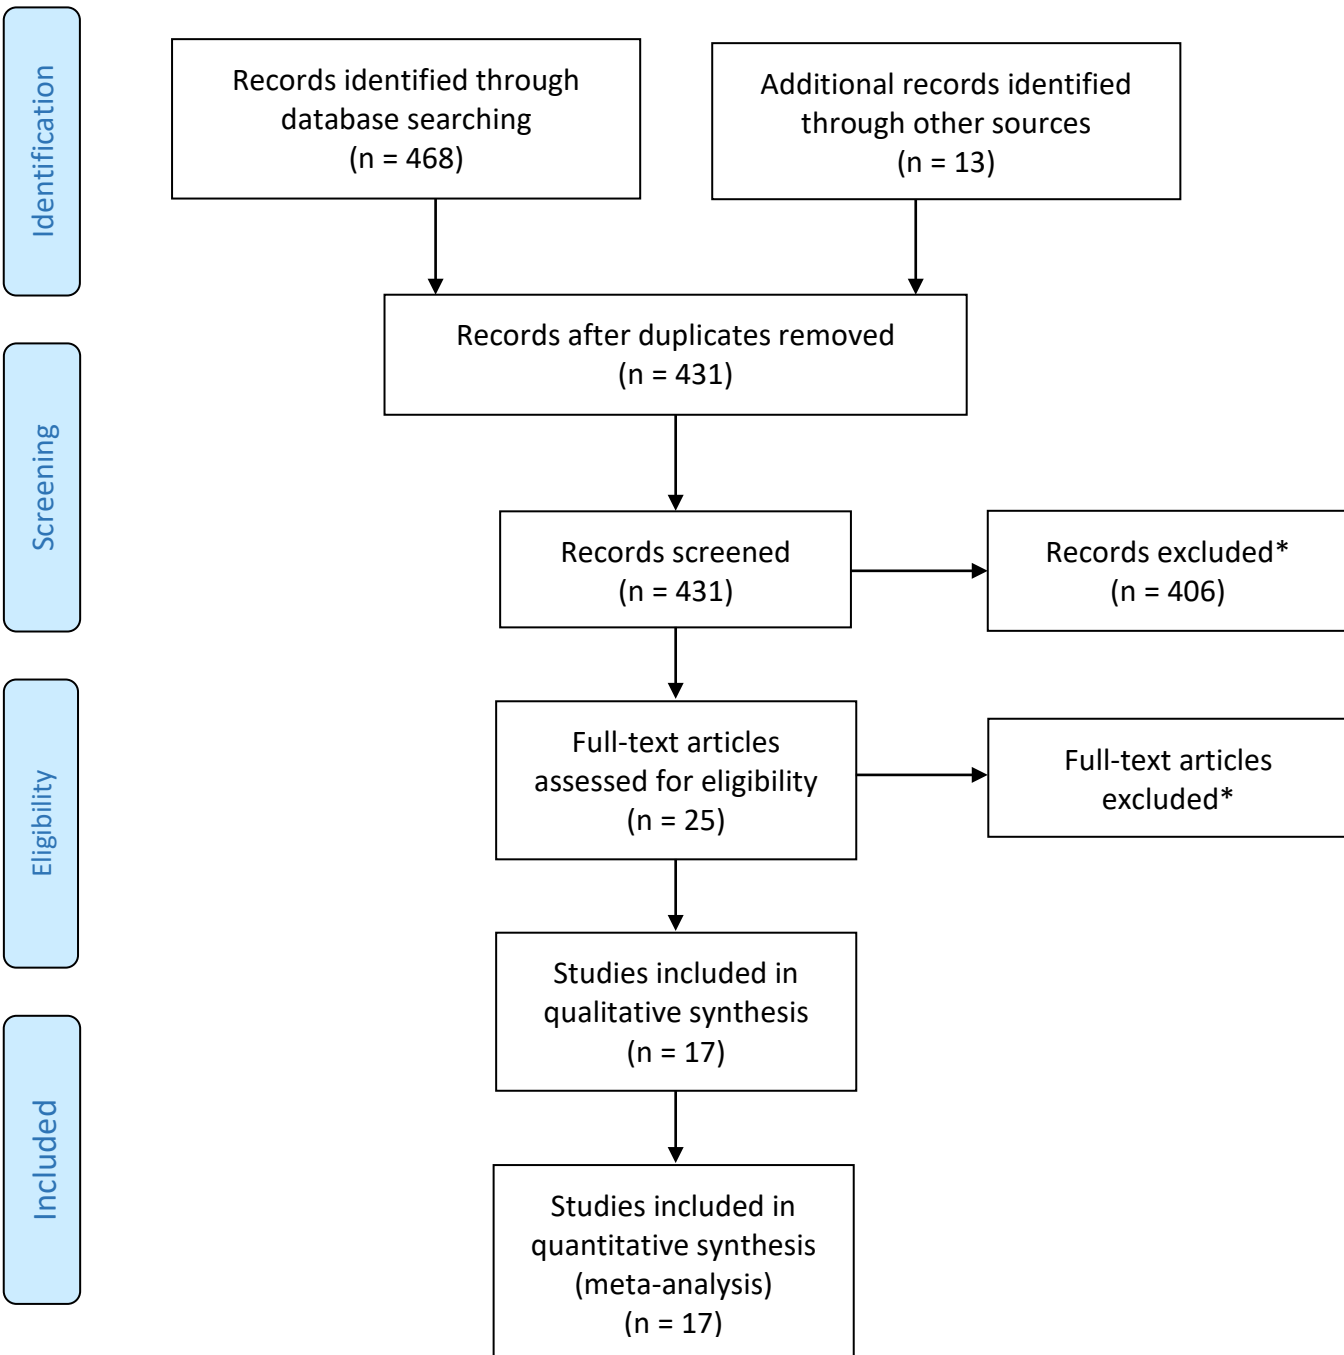 Identification
Records identified through
database searching
(n = 468)
Additional records identified
through other sources
(n = 13)
Records after duplicates removed
(n = 431)
Screening
Records screened
(n = 431)
Records excluded*
(n = 406)
Eligibility
Full-text articles
assessed for eligibility
(n = 25)
Full-text articles
excluded*
Studies included in
qualitative synthesis
(n = 17)
Included
Studies included in
quantitative synthesis
(meta-analysis)
(n = 17)